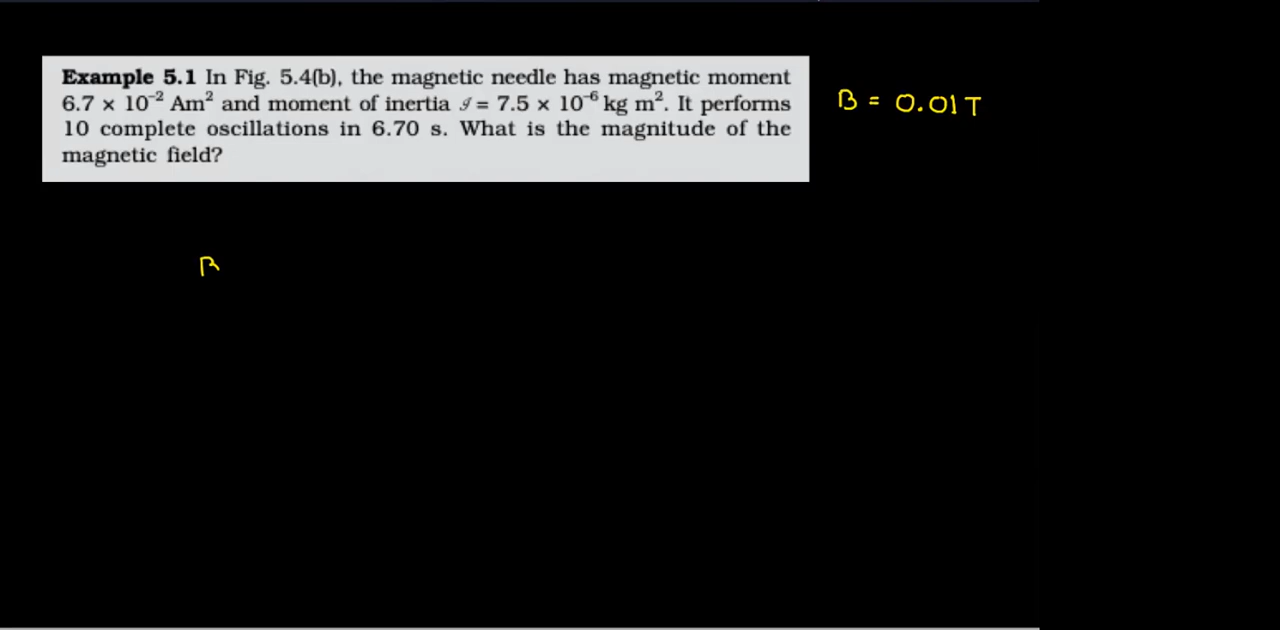 Example 5.1 In Fig. 5.4(b), the magnetic needle has magnetic moment
6.7 × 10⁻² Am² and moment of inertia ℐ = 7.5 × 10⁻⁶ kg m². It performs
10 complete oscillations in 6.70 s. What is the magnitude of the
magnetic field?
B = 0.01 T
B